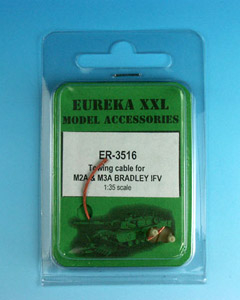 EUREKA XXL
MODEL ACCESSORIES
ER-3516
Towing cable for
M2A & M3A BRADLEY IFV
1:35 scale